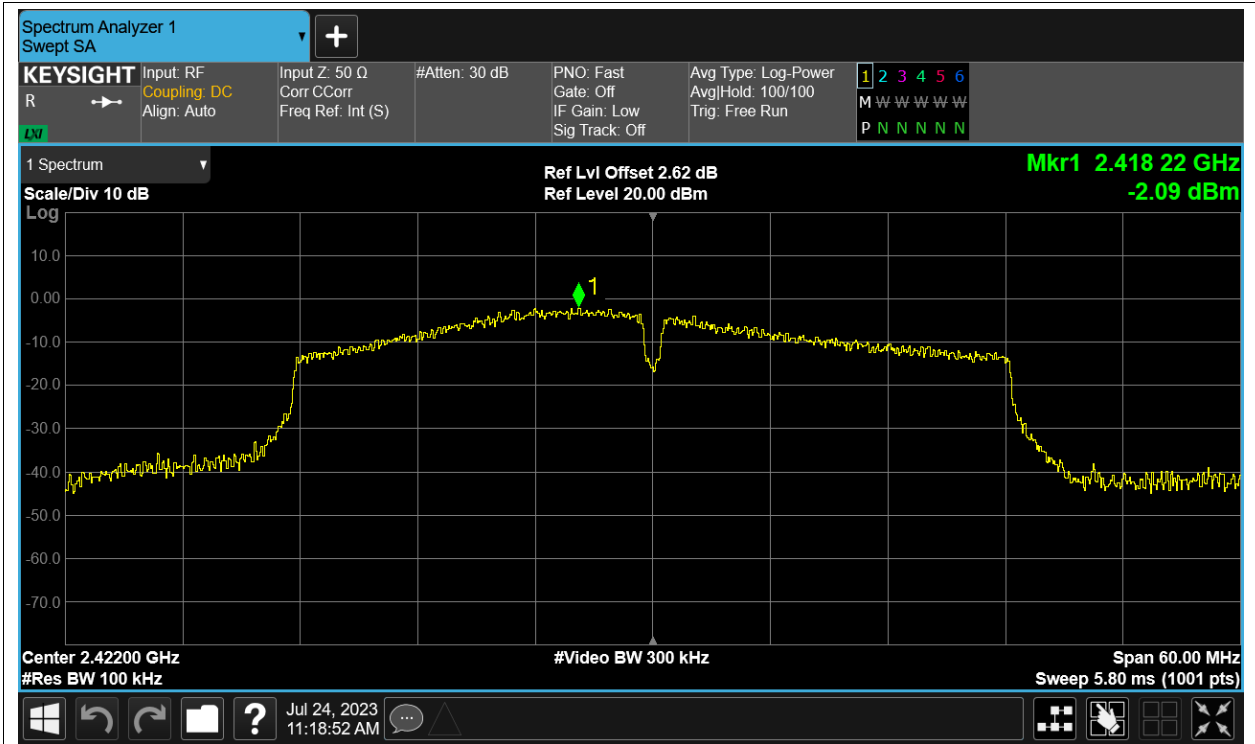 Spectrum Analyzer 1
Swept SA
+
KEYSIGHT
R
LXI
Input: RF
Coupling: DC
Align: Auto
Input Z: 50 Ω
Corr CCorr
Freq Ref: Int (S)
#Atten: 30 dB
PNO: Fast
Gate: Off
IF Gain: Low
Sig Track: Off
Avg Type: Log-Power
Avg|Hold: 100/100
Trig: Free Run
1 2 3 4 5 6
M W W W W W
P N N N N N
1 Spectrum
Scale/Div 10 dB
Log
Ref Lvl Offset 2.62 dB
Ref Level 20.00 dBm
Mkr1 2.418 22 GHz
-2.09 dBm
10.0
0.00
-10.0
-20.0
-30.0
-40.0
-50.0
-60.0
-70.0
1
Center 2.42200 GHz
#Res BW 100 kHz
#Video BW 300 kHz
Span 60.00 MHz
Sweep 5.80 ms (1001 pts)
?
Jul 24, 2023
11:18:52 AM